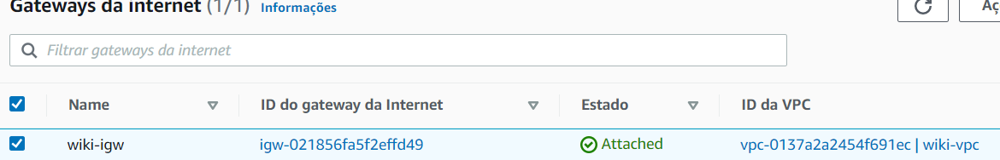 Gateways da internet (1/1) Informações
Filtrar gateways da internet
Name ID do gateway da Internet Estado ID da VPC
wiki-igw igw-021856fa5f2effd49 Attached vpc-0137a2a2454f691ec | wiki-vpc